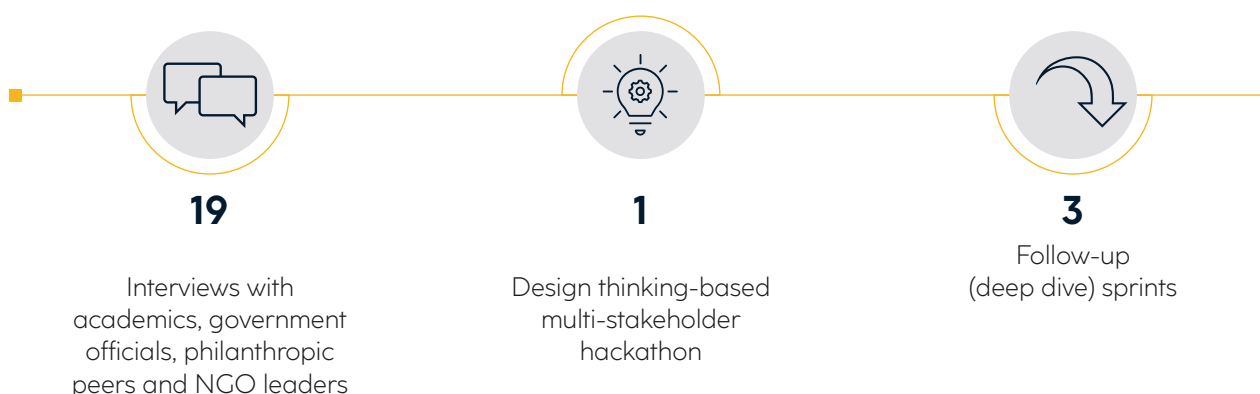 19
Interviews with
academics, government
officials, philanthropic
peers and NGO leaders
1
Design thinking-based
multi-stakeholder
hackathon
3
Follow-up
(deep dive) sprints